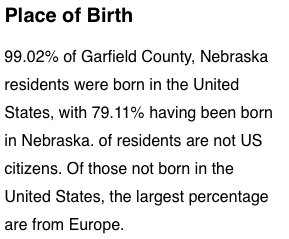 Place of Birth
99.02% of Garfield County, Nebraska
residents were born in the United
States, with 79.11% having been born
in Nebraska. of residents are not US
citizens. Of those not born in the
United States, the largest percentage
are from Europe.